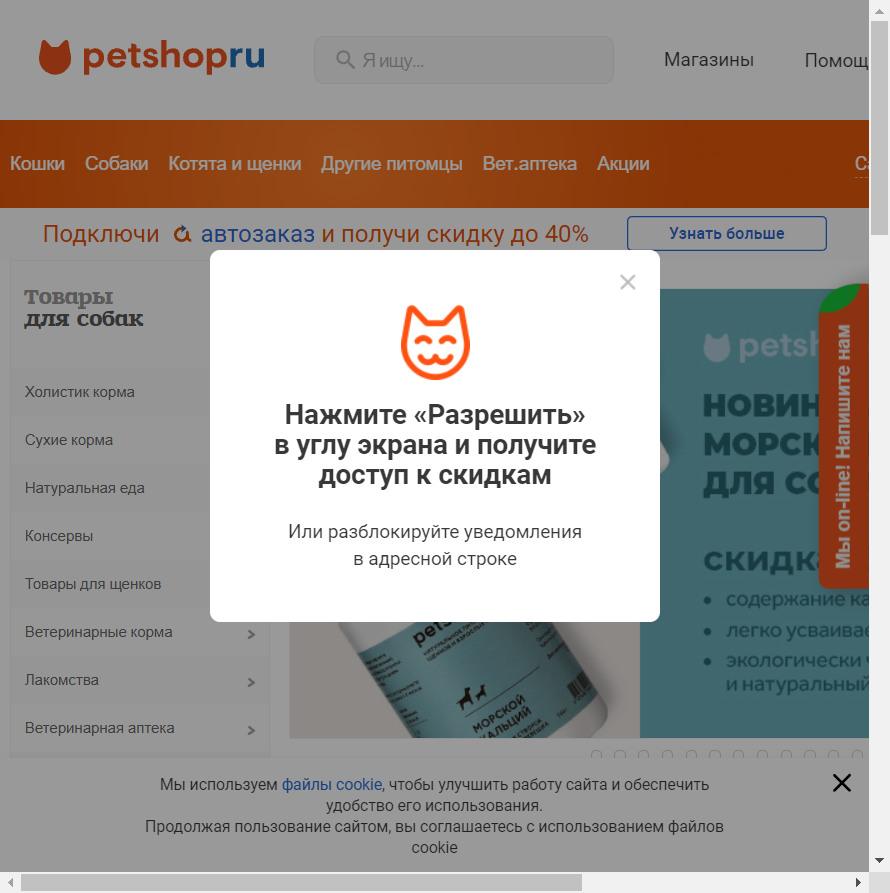 petshopru
Я ищу...
Магазины
Помощ
Кошки Собаки Котята и щенки Другие питомцы Вет.аптека Акции
Подключи автозаказ и получи скидку до 40%
Узнать больше
Товары
для собак
Холистик корма
Сухие корма
Натуральная еда
Консервы
Товары для щенков
Ветеринарные корма
Лакомства
Ветеринарная аптека
Нажмите «Разрешить»
в углу экрана и получите
доступ к скидкам
Или разблокируйте уведомления
в адресной строке
petsh
НОВИН
МОРСК
ДЛЯ СО
СКИДКА
содержание ка
легко усваивае
экологически
и натуральный
Мы on-line! Напишите нам
МОРСКОЙ
КАЛЬЦИЙ
Мы используем файлы cookie, чтобы улучшить работу сайта и обеспечить
удобство его использования.
Продолжая пользование сайтом, вы соглашаетесь с использованием файлов
cookie